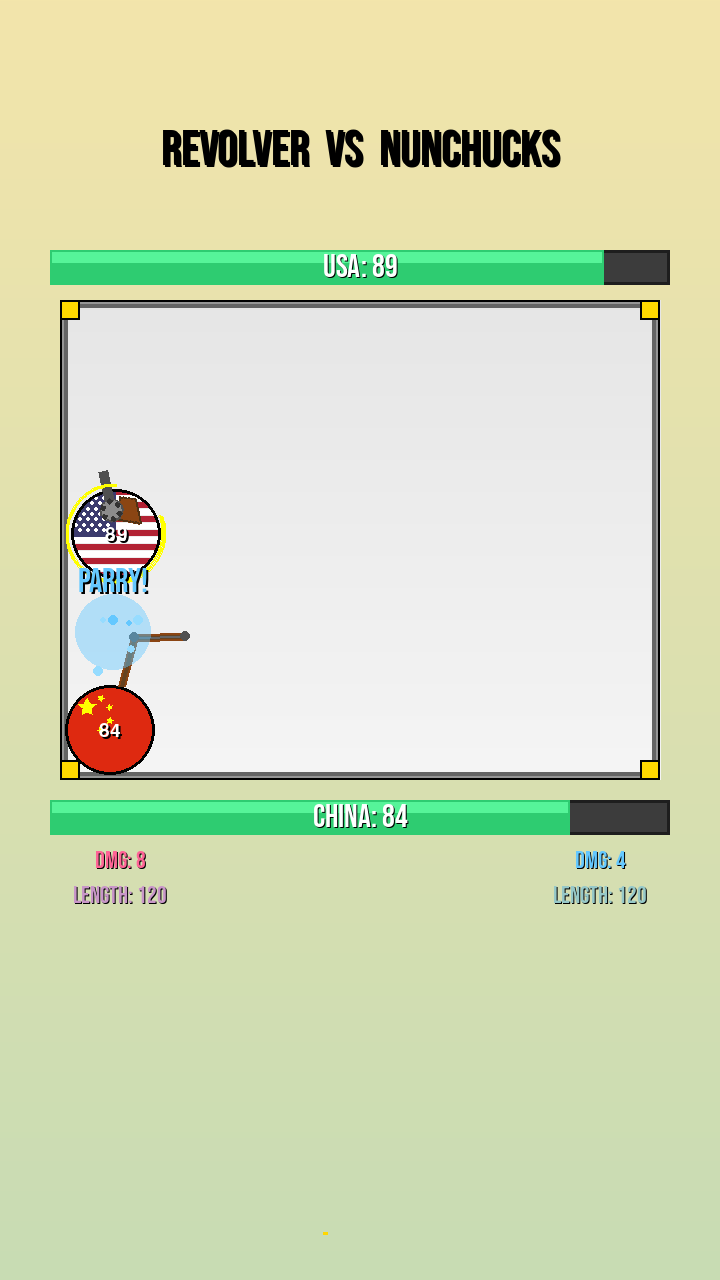 REVOLVER VS NUNCHUCKS
USA: 89
89
PARRY!
84
CHINA: 84
DMG: 8
DMG: 4
LENGTH: 120
LENGTH: 120